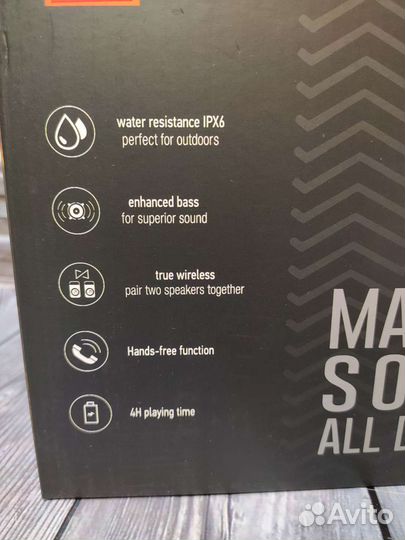 water resistance IPX6
perfect for outdoors
enhanced bass
for superior sound
true wireless
pair two speakers together
Hands-free function
4H playing time
MA
SO
ALL
Avito